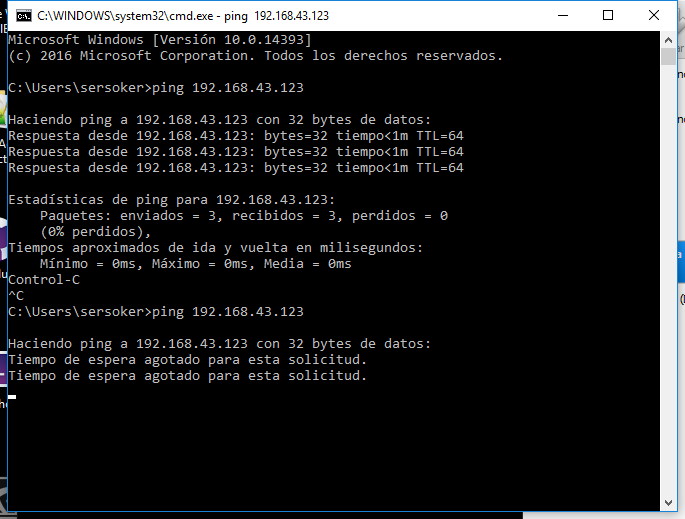 C:\WINDOWS\system32\cmd.exe - ping 192.168.43.123
Microsoft Windows [Versión 10.0.14393]
(c) 2016 Microsoft Corporation. Todos los derechos reservados.
C:\Users\sersoker>ping 192.168.43.123
Haciendo ping a 192.168.43.123 con 32 bytes de datos:
Respuesta desde 192.168.43.123: bytes=32 tiempo<1m TTL=64
Respuesta desde 192.168.43.123: bytes=32 tiempo<1m TTL=64
Respuesta desde 192.168.43.123: bytes=32 tiempo<1m TTL=64
Estadísticas de ping para 192.168.43.123:
Paquetes: enviados = 3, recibidos = 3, perdidos = 0
(0% perdidos),
Tiempos aproximados de ida y vuelta en milisegundos:
Mínimo = 0ms, Máximo = 0ms, Media = 0ms
Control-C
^C
C:\Users\sersoker>ping 192.168.43.123
Haciendo ping a 192.168.43.123 con 32 bytes de datos:
Tiempo de espera agotado para esta solicitud.
Tiempo de espera agotado para esta solicitud.